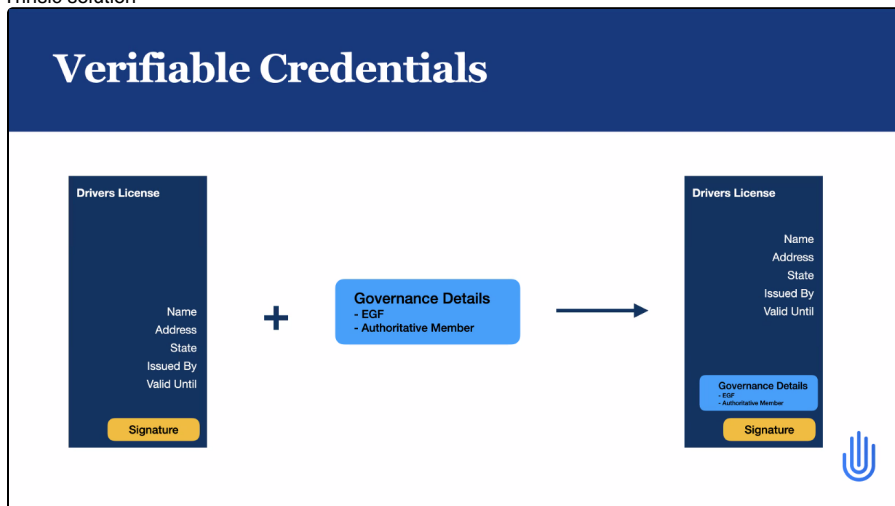 Verifiable Credentials
Drivers License
Name
Address
State
Issued By
Valid Until
Signature
+
Governance Details
- EGF
- Authoritative Member
Drivers License
Name
Address
State
Issued By
Valid Until
Governance Details
- EGF
- Authoritative Member
Signature